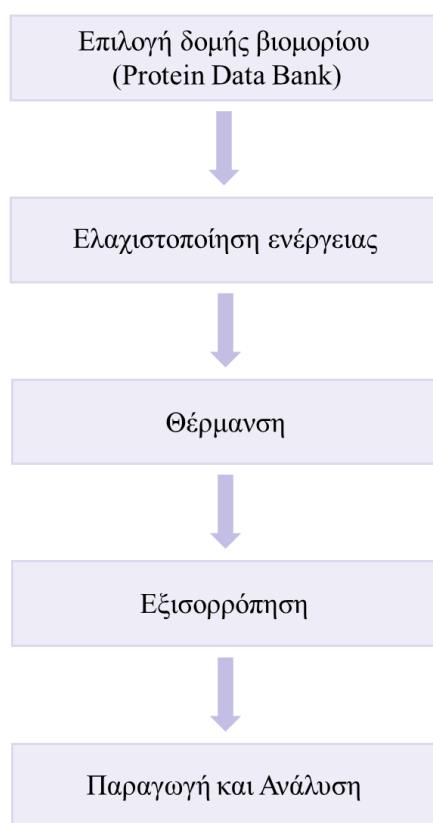 Επιλογή δομής βιομορίου
(Protein Data Bank)
Ελαχιστοποίηση ενέργειας
Θέρμανση
Εξισορρόπηση
Παραγωγή και Ανάλυση